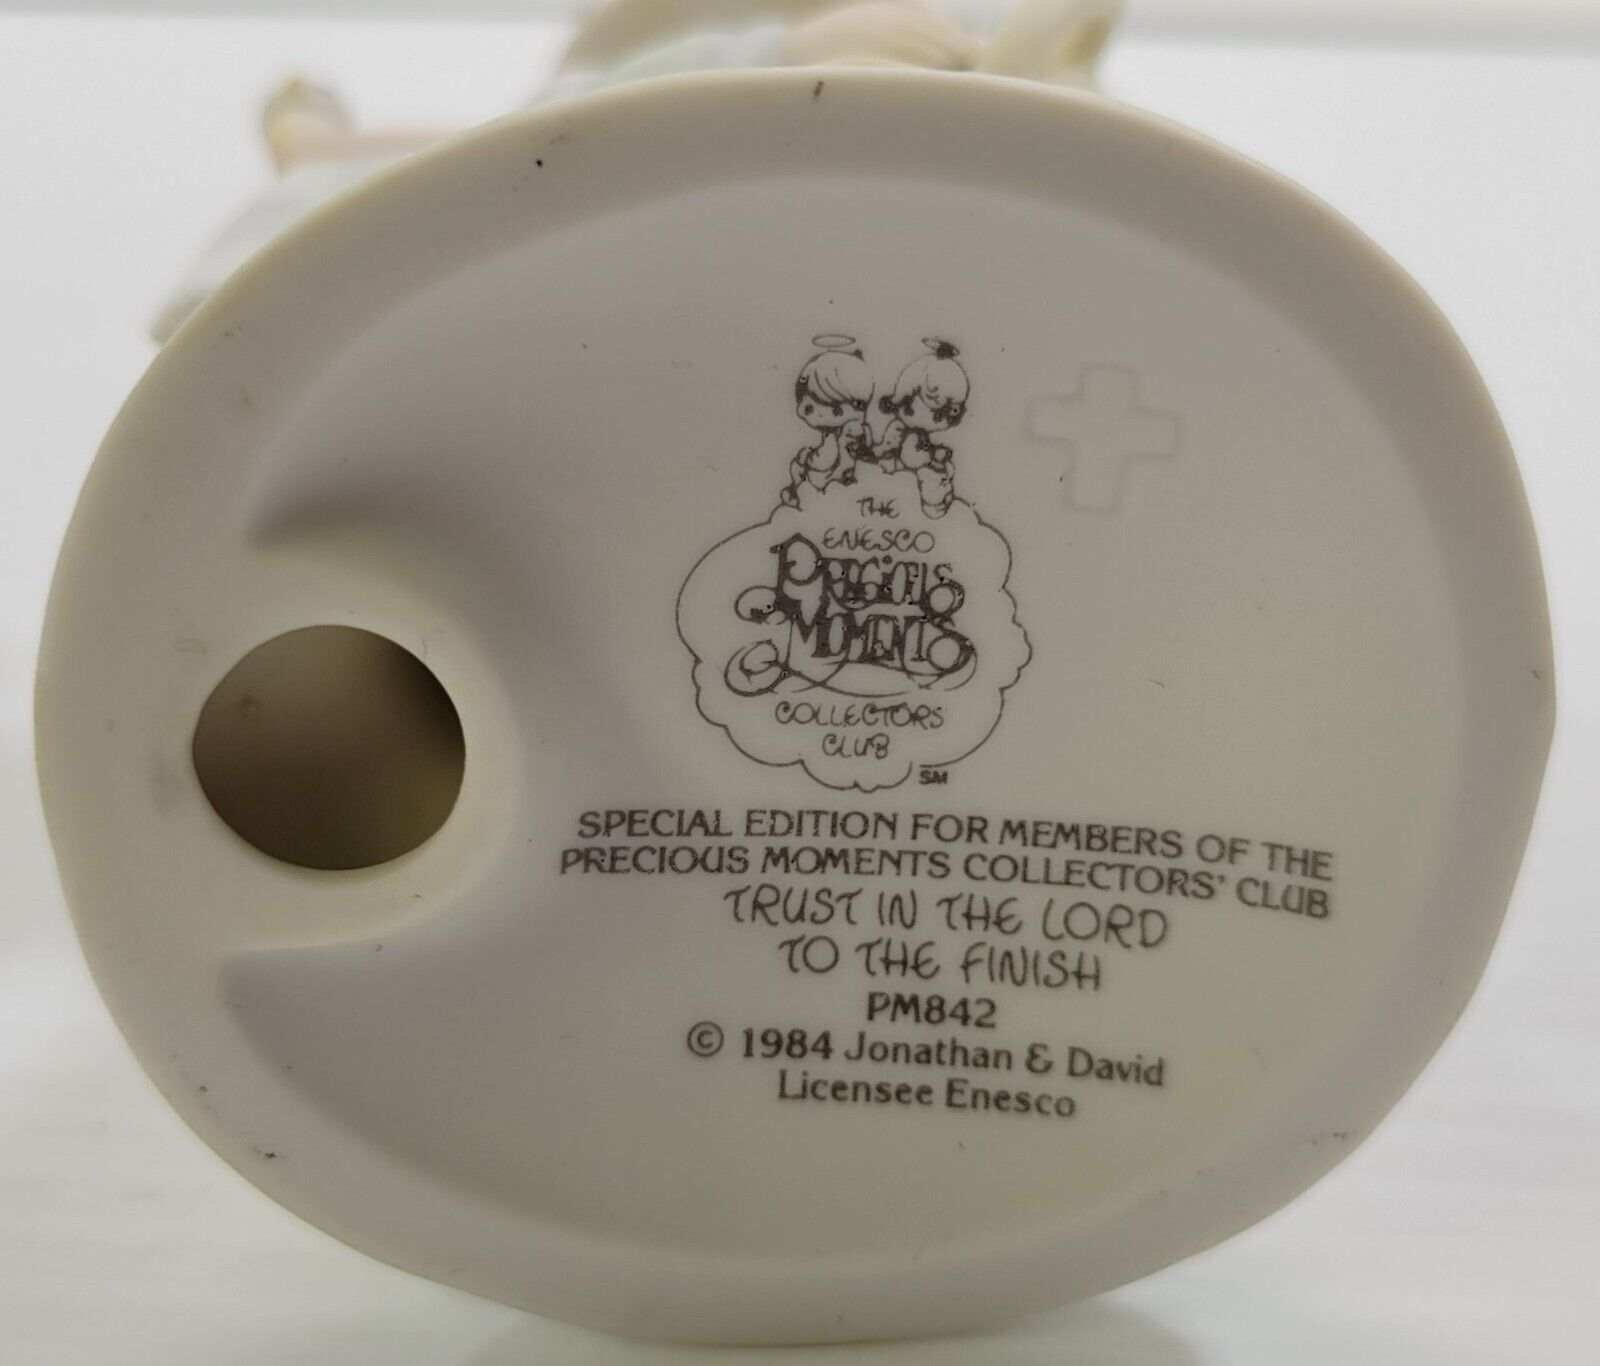 THE
ENESCO
PRECIOUS
MOMENTS
COLLECTORS
CLUB
SM
SPECIAL EDITION FOR MEMBERS OF THE
PRECIOUS MOMENTS COLLECTORS' CLUB
TRUST IN THE LORD
TO THE FINISH
PM842
© 1984 Jonathan & David
Licensee Enesco